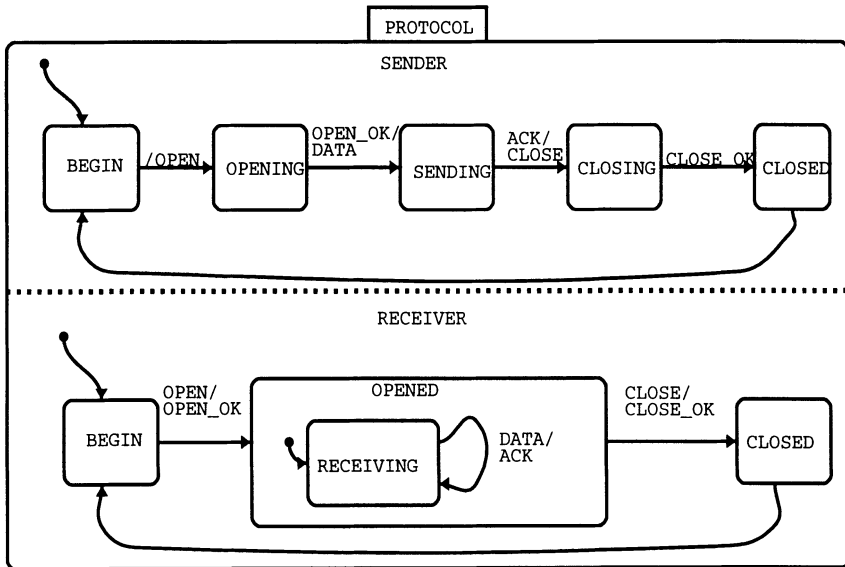 PROTOCOL
SENDER
BEGIN
/OPEN
OPENING
OPEN_OK/
DATA
SENDING
ACK/
CLOSE
CLOSING
CLOSE_OK
CLOSED
RECEIVER
BEGIN
OPEN/
OPEN_OK
OPENED
RECEIVING
DATA/
ACK
CLOSE/
CLOSE_OK
CLOSED